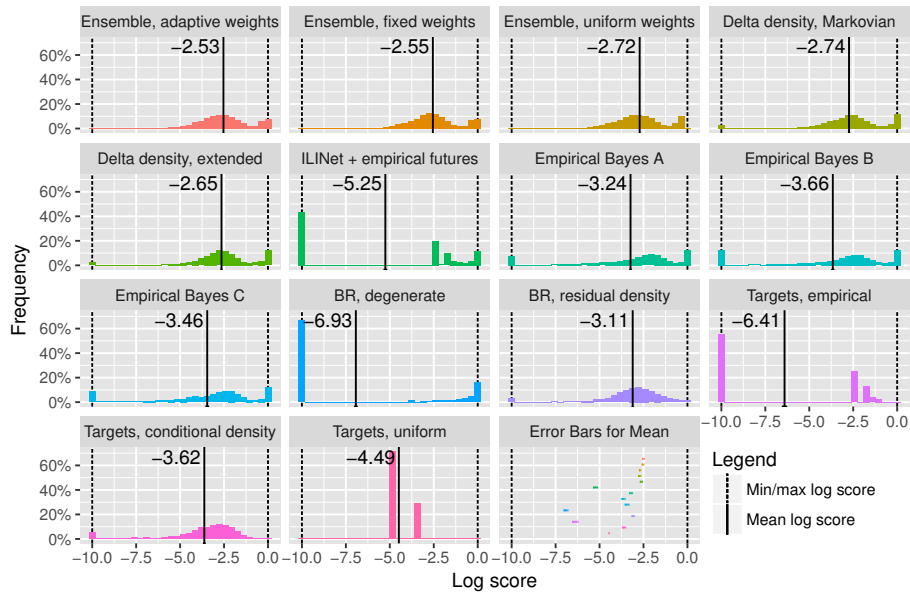 Ensemble, adaptive weights
Ensemble, fixed weights
Ensemble, uniform weights
Delta density, Markovian
−2.53
−2.55
−2.72
−2.74
60%
40%
20%
0%
Delta density, extended
ILINet + empirical futures
Empirical Bayes A
Empirical Bayes B
−2.65
−5.25
−3.24
−3.66
60%
40%
20%
0%
Frequency
Empirical Bayes C
BR, degenerate
BR, residual density
Targets, empirical
−3.46
−6.93
−3.11
−6.41
60%
40%
20%
0%
−10.0 −7.5 −5.0 −2.5 0.0
Targets, conditional density
Targets, uniform
Error Bars for Mean
−3.62
−4.49
60%
40%
20%
0%
−10.0 −7.5 −5.0 −2.5 0.0
−10.0 −7.5 −5.0 −2.5 0.0
−10.0 −7.5 −5.0 −2.5 0.0
Log score
Legend
Min/max log score
Mean log score